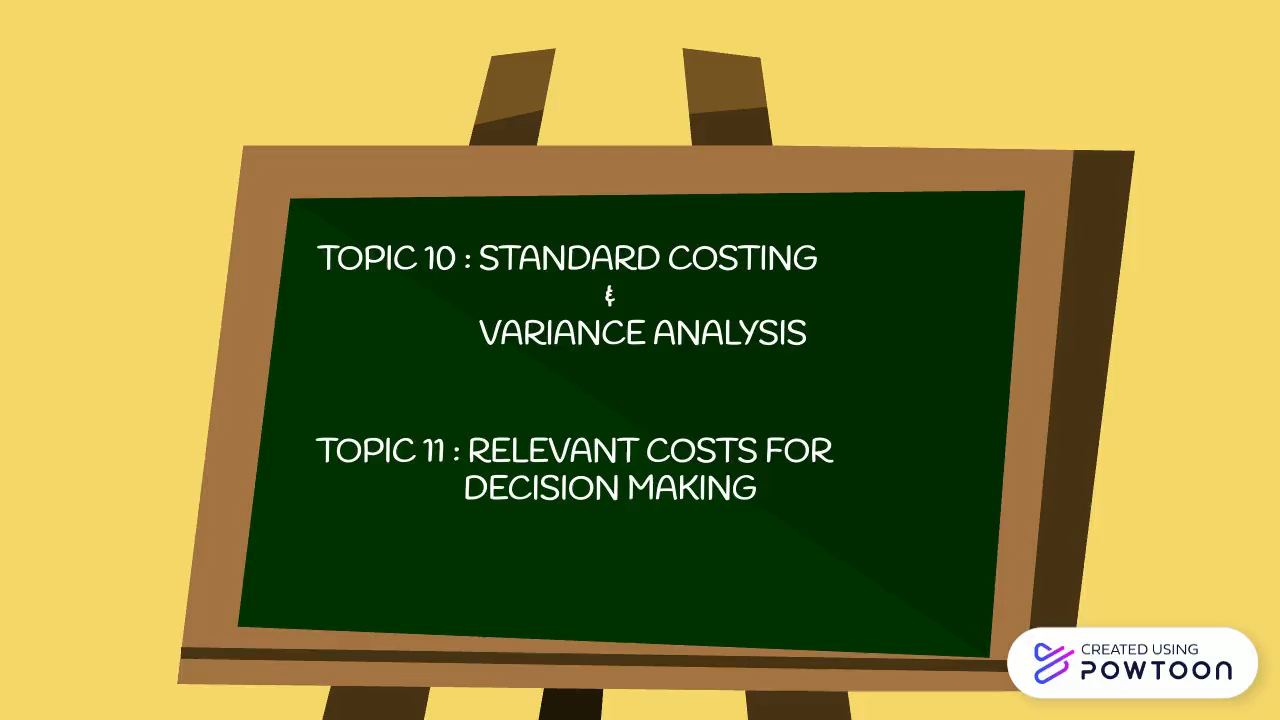 TOPIC 10 : STANDARD COSTING
&
VARIANCE ANALYSIS
TOPIC 11 : RELEVANT COSTS FOR
DECISION MAKING
CREATED USING
POWTOON